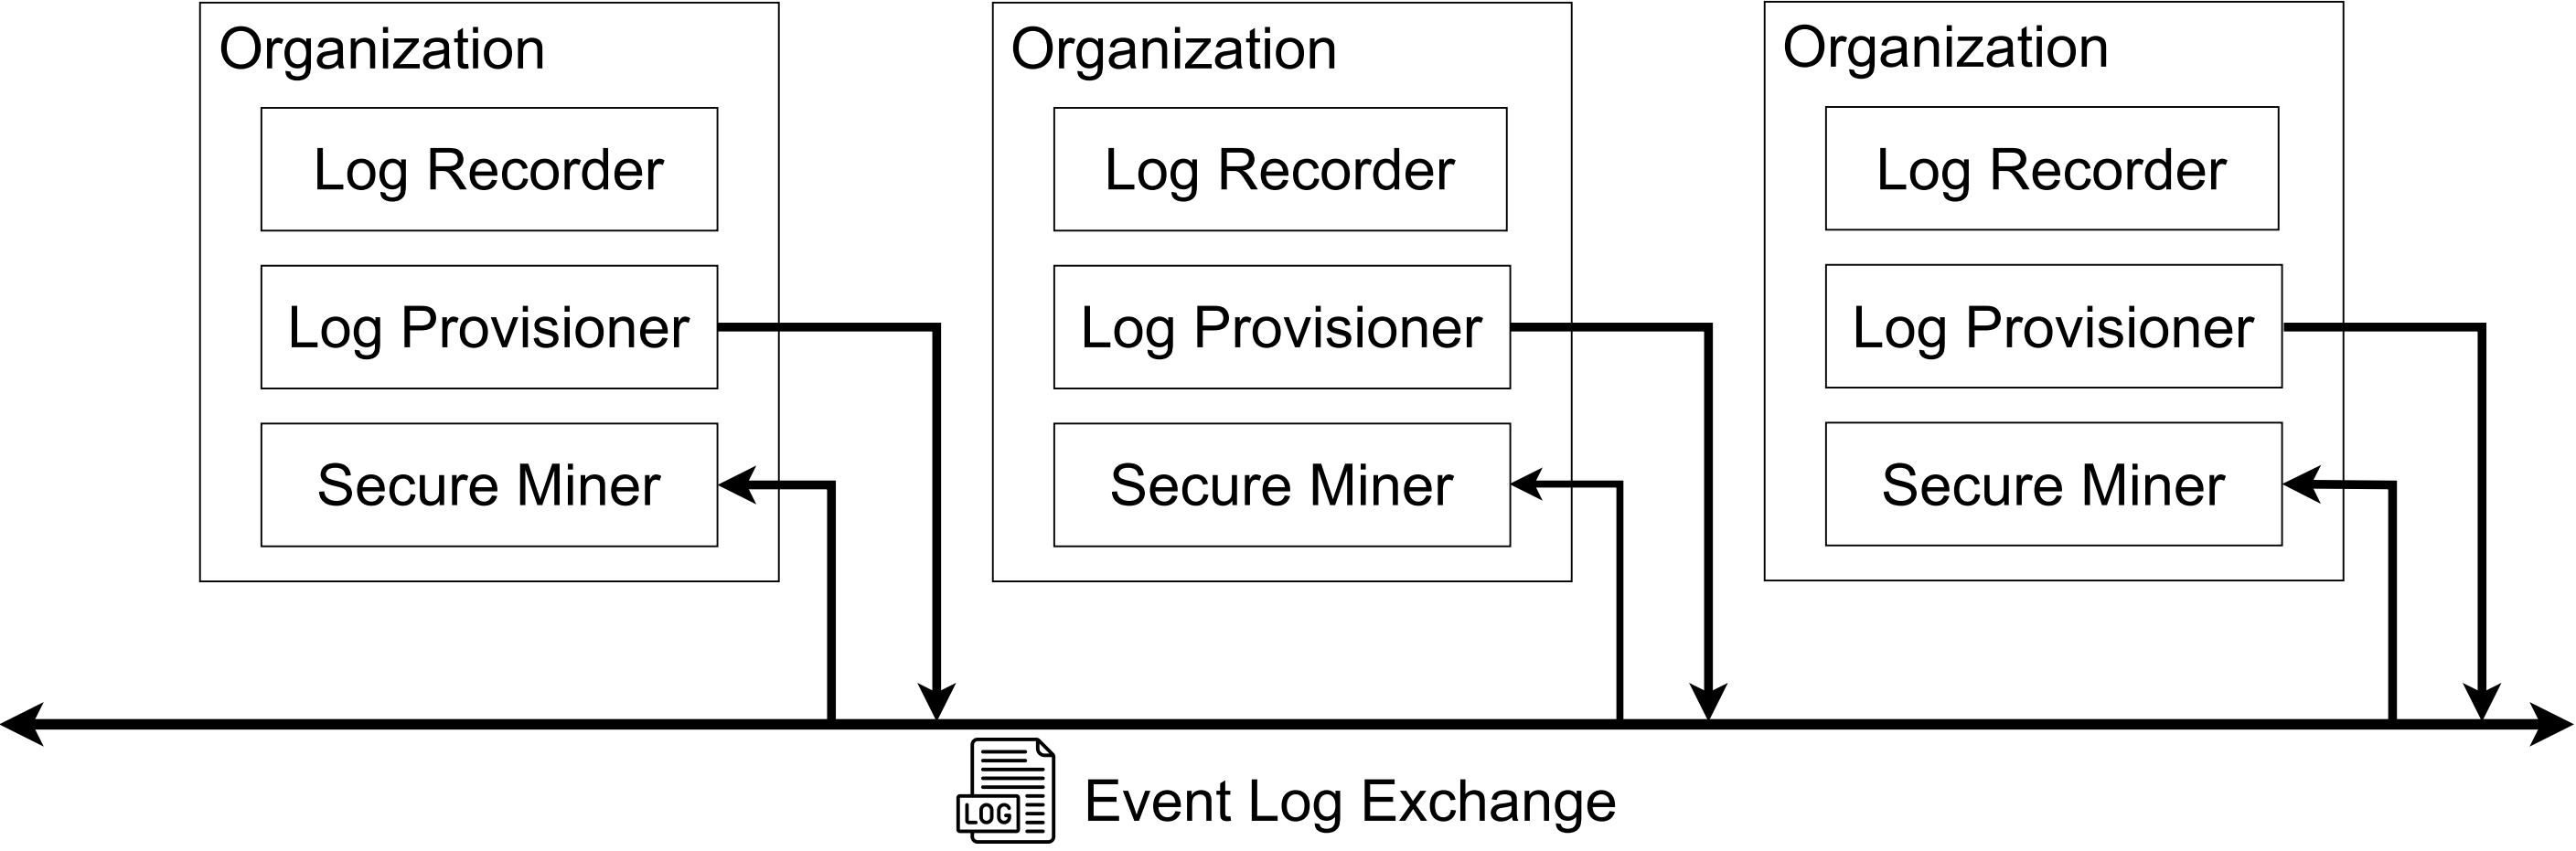 Organization
Log Recorder
Log Provisioner
Secure Miner
Organization
Log Recorder
Log Provisioner
Secure Miner
Organization
Log Recorder
Log Provisioner
Secure Miner
LOG
Event Log Exchange